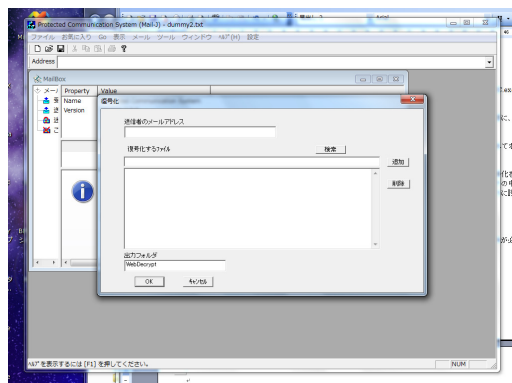 Protected Communication System (Mail-J) - dummy2.txt
ファイル お気に入り Go 表示 メール ツール ウィンドウ ヘルプ(H) 設定
Address
MailBox
メー
Property
Value
Name
Version
復号化
送信者のメールアドレス
復号化するファイル
検索
追加
削除
出力フォルダ
WebDecrypt
OK
キャンセル
ヘルプを表示するには [F1] を押してください。
NUM